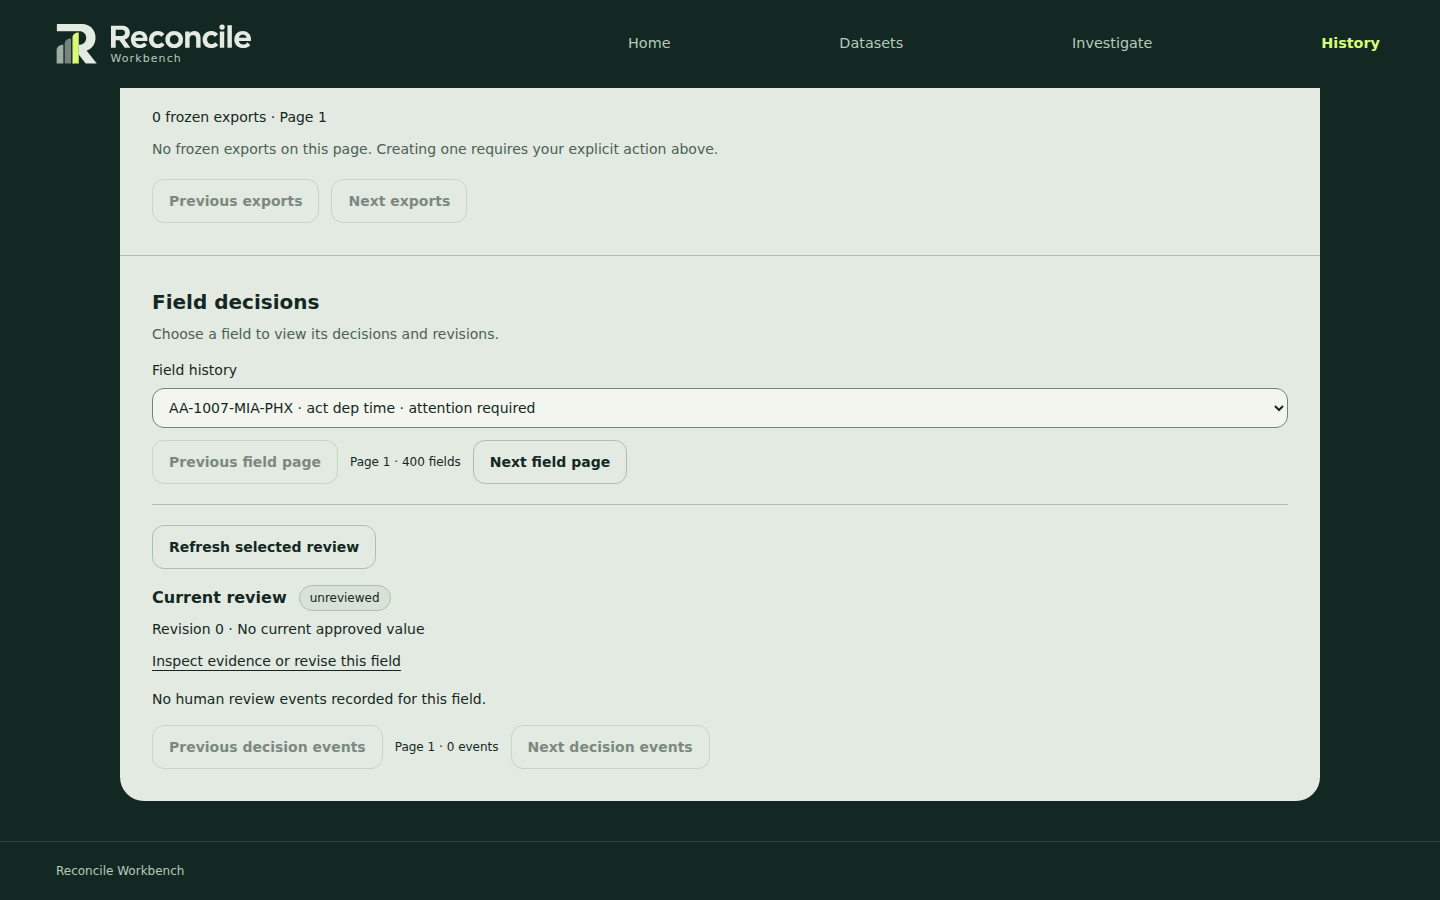 Reconcile
Workbench
Home
Datasets
Investigate
History
0 frozen exports · Page 1
No frozen exports on this page. Creating one requires your explicit action above.
Previous exports
Next exports
Field decisions
Choose a field to view its decisions and revisions.
Field history
AA-1007-MIA-PHX · act dep time · attention required
Previous field page
Page 1 · 400 fields
Next field page
Refresh selected review
Current review
unreviewed
Revision 0 · No current approved value
Inspect evidence or revise this field
No human review events recorded for this field.
Previous decision events
Page 1 · 0 events
Next decision events
Reconcile Workbench